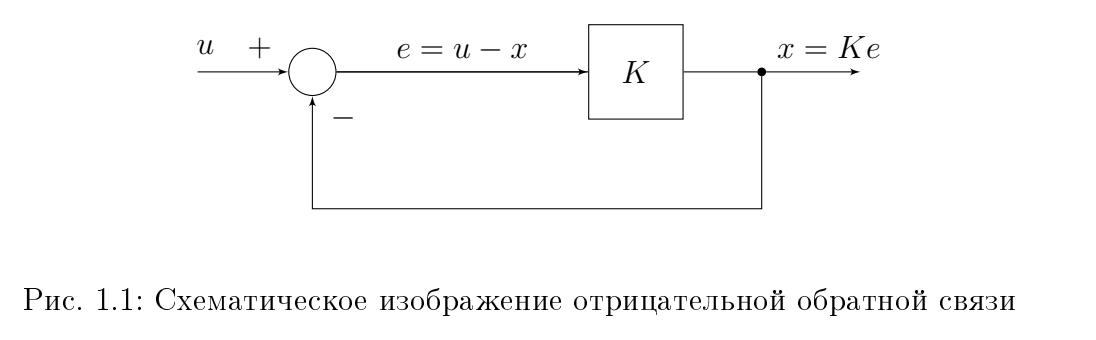 u + e = u − x K x = Ke
−
Рис. 1.1: Схематическое изображение отрицательной обратной связи